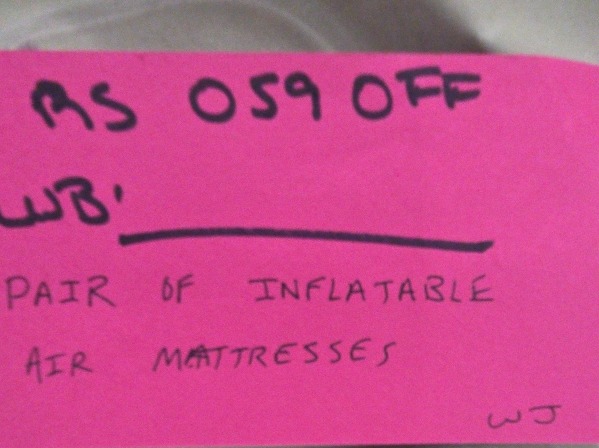 RS 059 OFF
WB'
PAIR OF INFLATABLE
AIR MATTRESSES
WJ